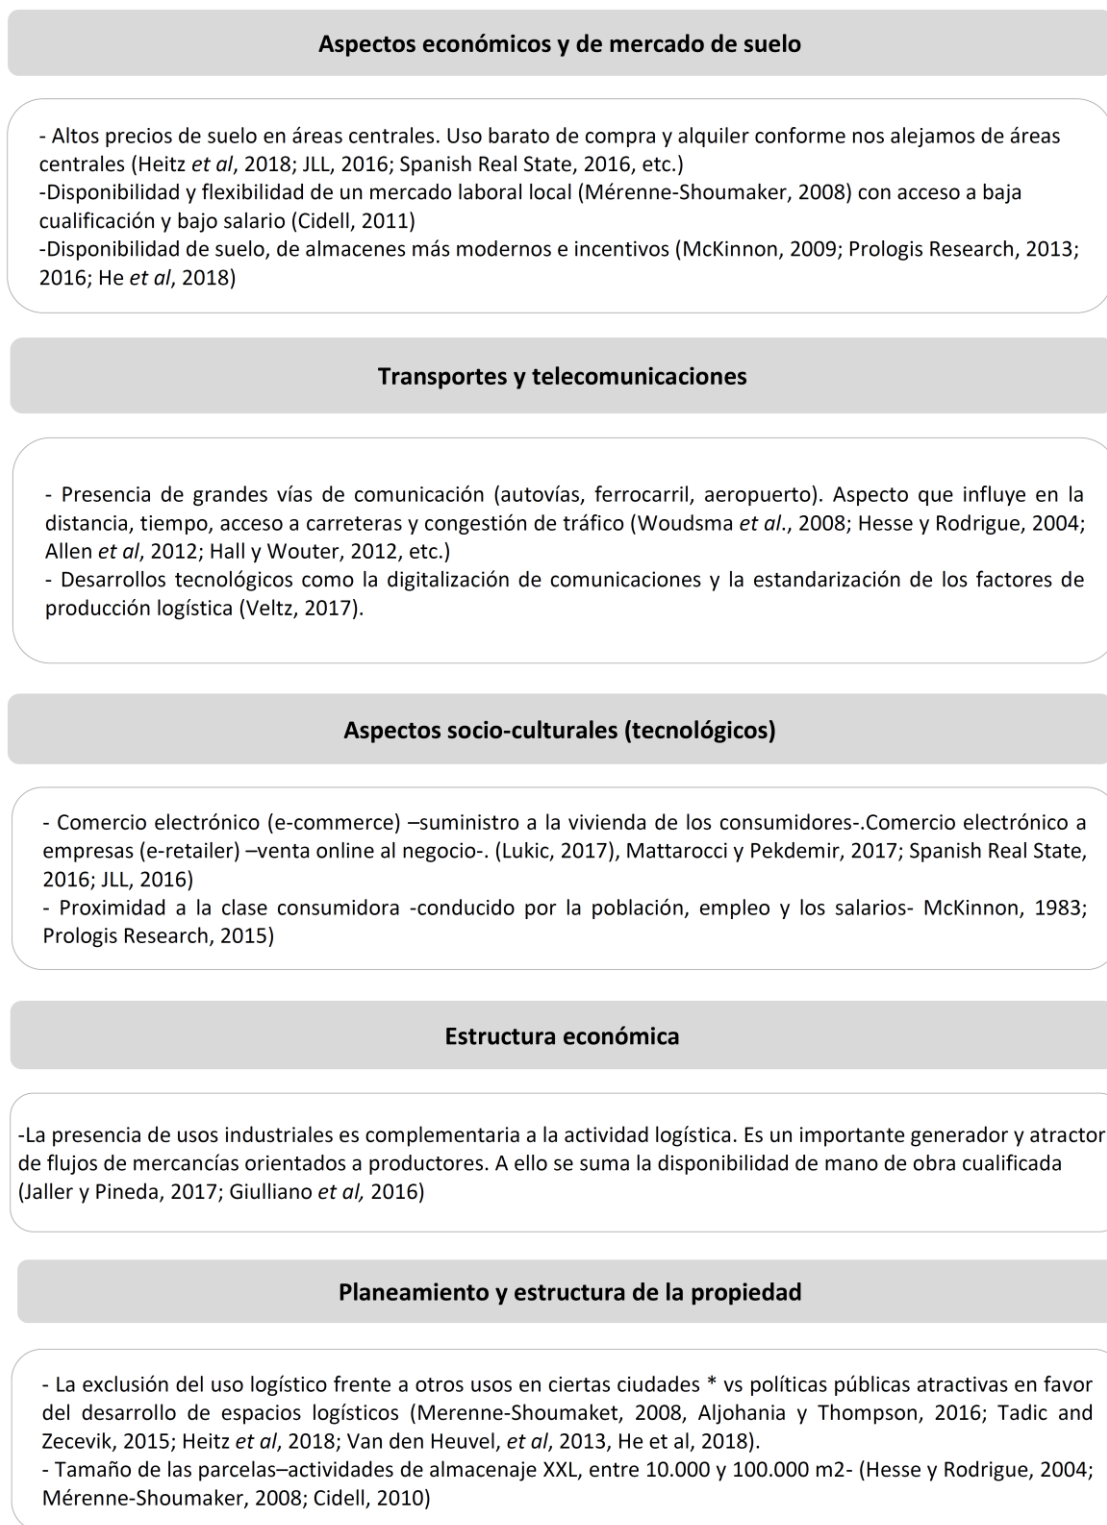 Aspectos económicos y de mercado de suelo
- Altos precios de suelo en áreas centrales. Uso barato de compra y alquiler conforme nos alejamos de áreas
centrales (Heitz et al, 2018; JLL, 2016; Spanish Real State, 2016, etc.)
-Disponibilidad y flexibilidad de un mercado laboral local (Mérenne-Shoumaker, 2008) con acceso a baja
cualificación y bajo salario (Cidell, 2011)
-Disponibilidad de suelo, de almacenes más modernos e incentivos (McKinnon, 2009; Prologis Research, 2013;
2016; He et al, 2018)
Transportes y telecomunicaciones
- Presencia de grandes vías de comunicación (autovías, ferrocarril, aeropuerto). Aspecto que influye en la
distancia, tiempo, acceso a carreteras y congestión de tráfico (Woudsma et al., 2008; Hesse y Rodrigue, 2004;
Allen et al, 2012; Hall y Wouter, 2012, etc.)
- Desarrollos tecnológicos como la digitalización de comunicaciones y la estandarización de los factores de
producción logística (Veltz, 2017).
Aspectos socio-culturales (tecnológicos)
- Comercio electrónico (e-commerce) –suministro a la vivienda de los consumidores-.Comercio electrónico a
empresas (e-retailer) –venta online al negocio-. (Lukic, 2017), Mattarocci y Pekdemir, 2017; Spanish Real State,
2016; JLL, 2016)
- Proximidad a la clase consumidora -conducido por la población, empleo y los salarios- McKinnon, 1983;
Prologis Research, 2015)
Estructura económica
-La presencia de usos industriales es complementaria a la actividad logística. Es un importante generador y atractor
de flujos de mercancías orientados a productores. A ello se suma la disponibilidad de mano de obra cualificada
(Jaller y Pineda, 2017; Giulliano et al, 2016)
Planeamiento y estructura de la propiedad
- La exclusión del uso logístico frente a otros usos en ciertas ciudades * vs políticas públicas atractivas en favor
del desarrollo de espacios logísticos (Merenne-Shoumaket, 2008, Aljohania y Thompson, 2016; Tadic and
Zecevik, 2015; Heitz et al, 2018; Van den Heuvel, et al, 2013, He et al, 2018).
- Tamaño de las parcelas–actividades de almacenaje XXL, entre 10.000 y 100.000 m2- (Hesse y Rodrigue, 2004;
Mérenne-Shoumaker, 2008; Cidell, 2010)